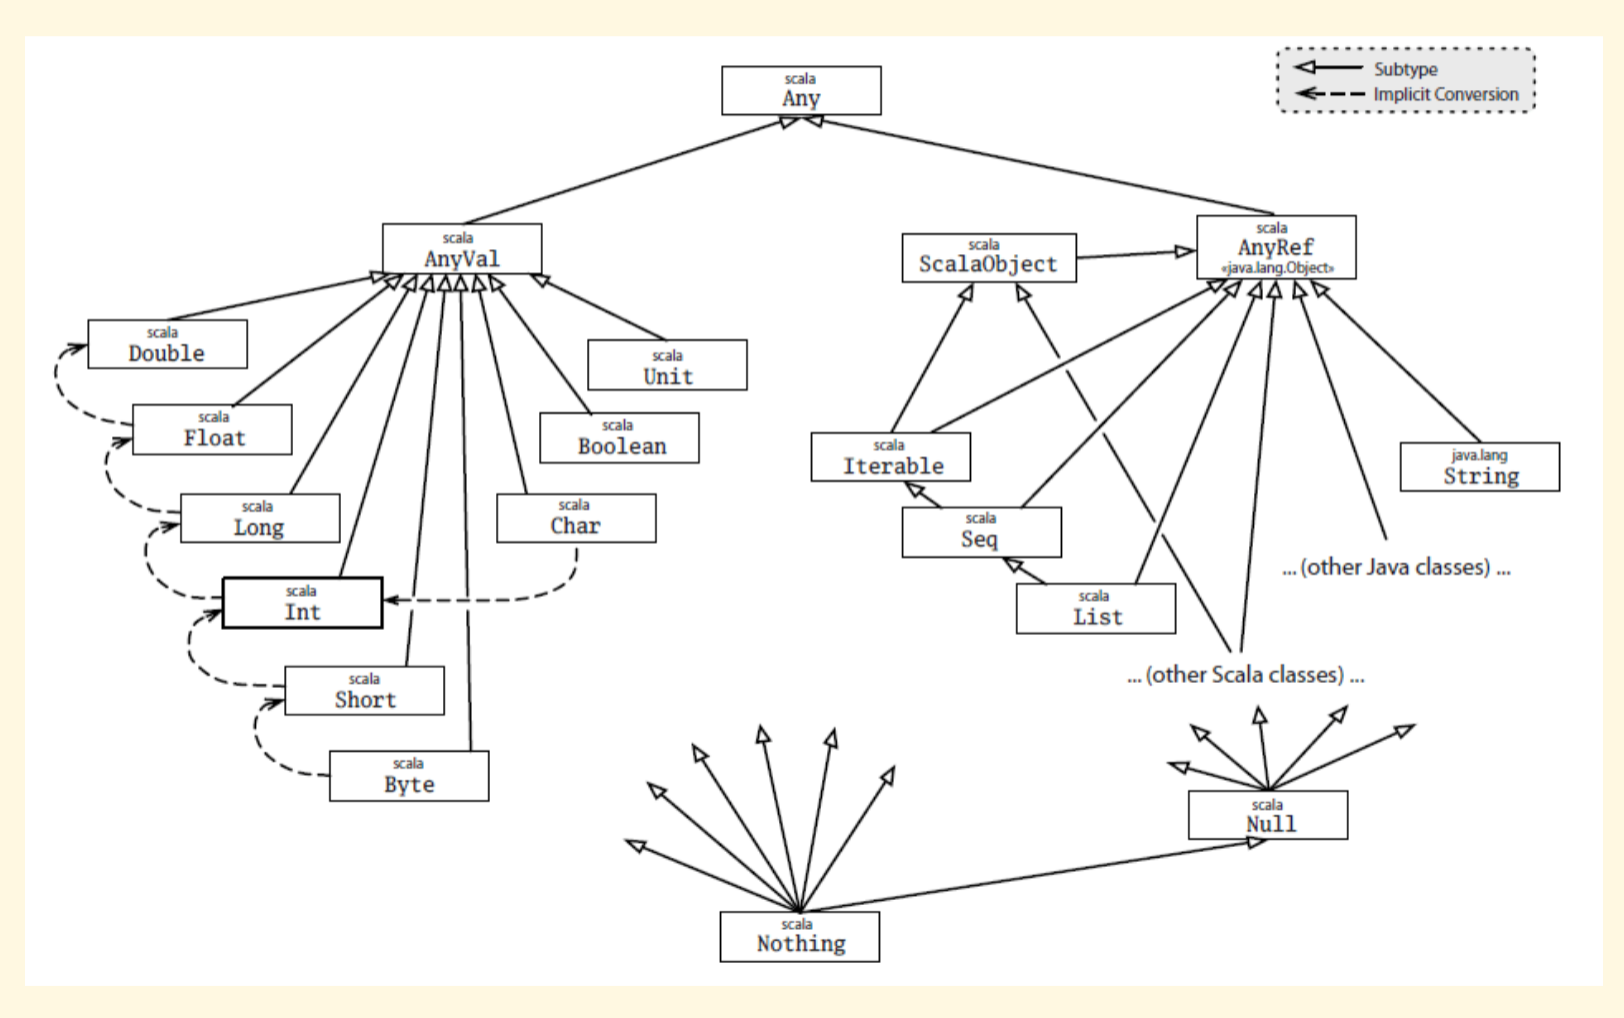 scala
Any
Subtype
Implicit Conversion
scala
AnyVal
scala
ScalaObject
scala
AnyRef
«java.lang.Object»
scala
Double
scala
Unit
scala
Float
scala
Boolean
scala
Iterable
java.lang
String
scala
Long
scala
Char
scala
Seq
... (other Java classes) ...
scala
Int
scala
List
scala
Short
... (other Scala classes) ...
scala
Byte
scala
Null
scala
Nothing